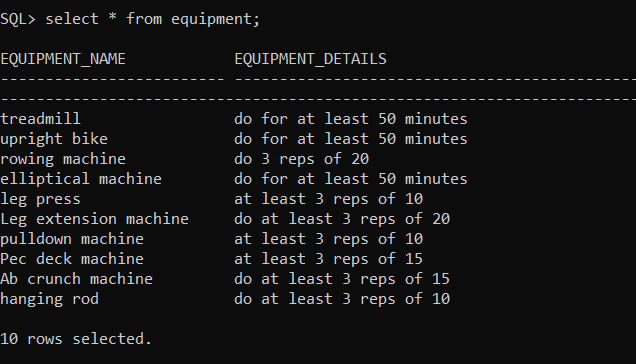 SQL> select * from equipment;
EQUIPMENT_NAME EQUIPMENT_DETAILS
------------------------- ---------------------------------------------
-----------------------------------------------------------------------
treadmill do for at least 50 minutes
upright bike do for at least 50 minutes
rowing machine do 3 reps of 20
elliptical machine do for at least 50 minutes
leg press at least 3 reps of 10
Leg extension machine do at least 3 reps of 20
pulldown machine at least 3 reps of 10
Pec deck machine at least 3 reps of 15
Ab crunch machine do at least 3 reps of 15
hanging rod do at least 3 reps of 10
10 rows selected.